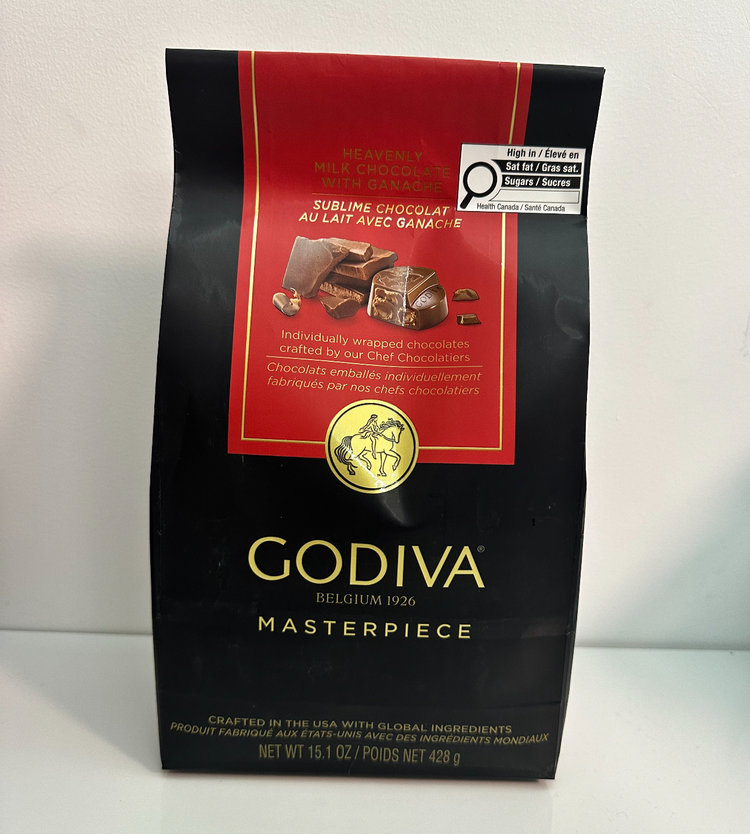 HEAVENLY
MILK CHOCOLATE
WITH GANACHE
SUBLIME CHOCOLAT
AU LAIT AVEC GANACHE
High in / Élevé en
Sat fat / Gras sat.
Sugars / Sucres
Health Canada / Santé Canada
GODIVA
Individually wrapped chocolates
crafted by our Chef Chocolatiers
Chocolats emballés individuellement
fabriqués par nos chefs chocolatiers
GODIVA®
BELGIUM 1926
MASTERPIECE
CRAFTED IN THE USA WITH GLOBAL INGREDIENTS
PRODUIT FABRIQUÉ AUX ÉTATS-UNIS AVEC DES INGRÉDIENTS MONDIAUX
NET WT 15.1 OZ / POIDS NET 428 g